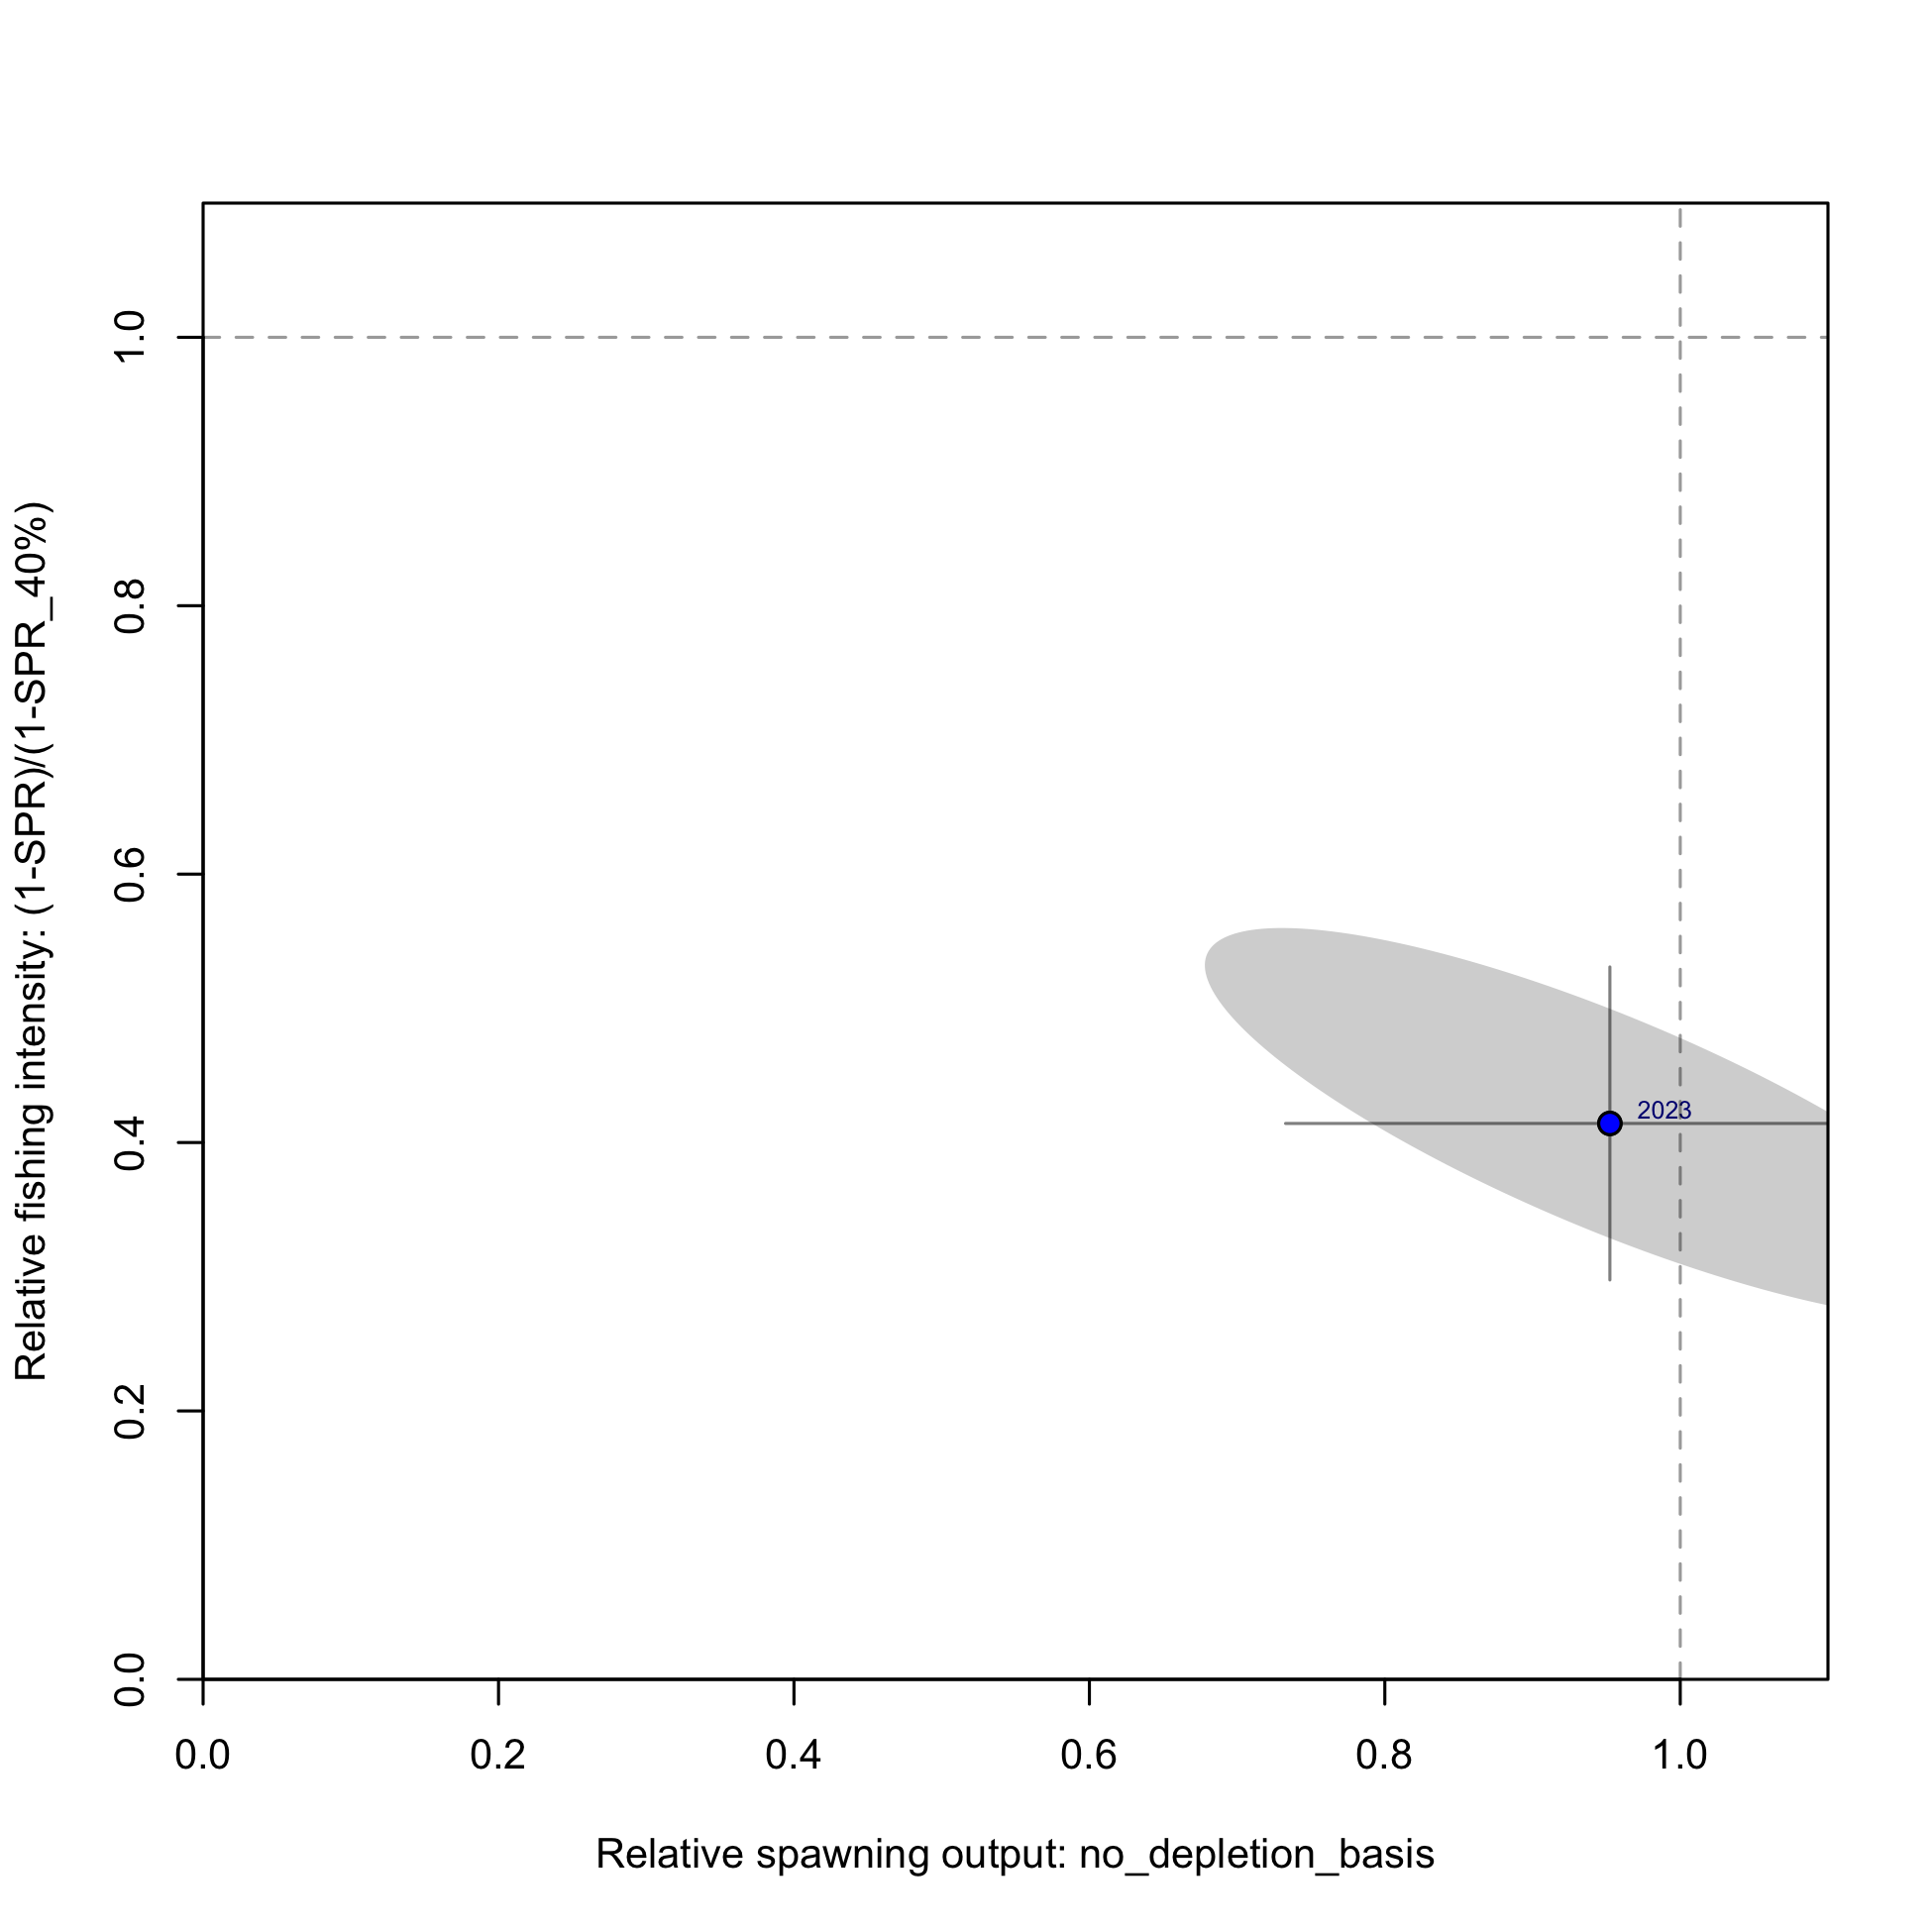 Relative fishing intensity: (1-SPR)/(1-SPR_40%)
1.0
0.8
0.6
0.4
0.2
0.0
2023
0.0 0.2 0.4 0.6 0.8 1.0
Relative spawning output: no_depletion_basis